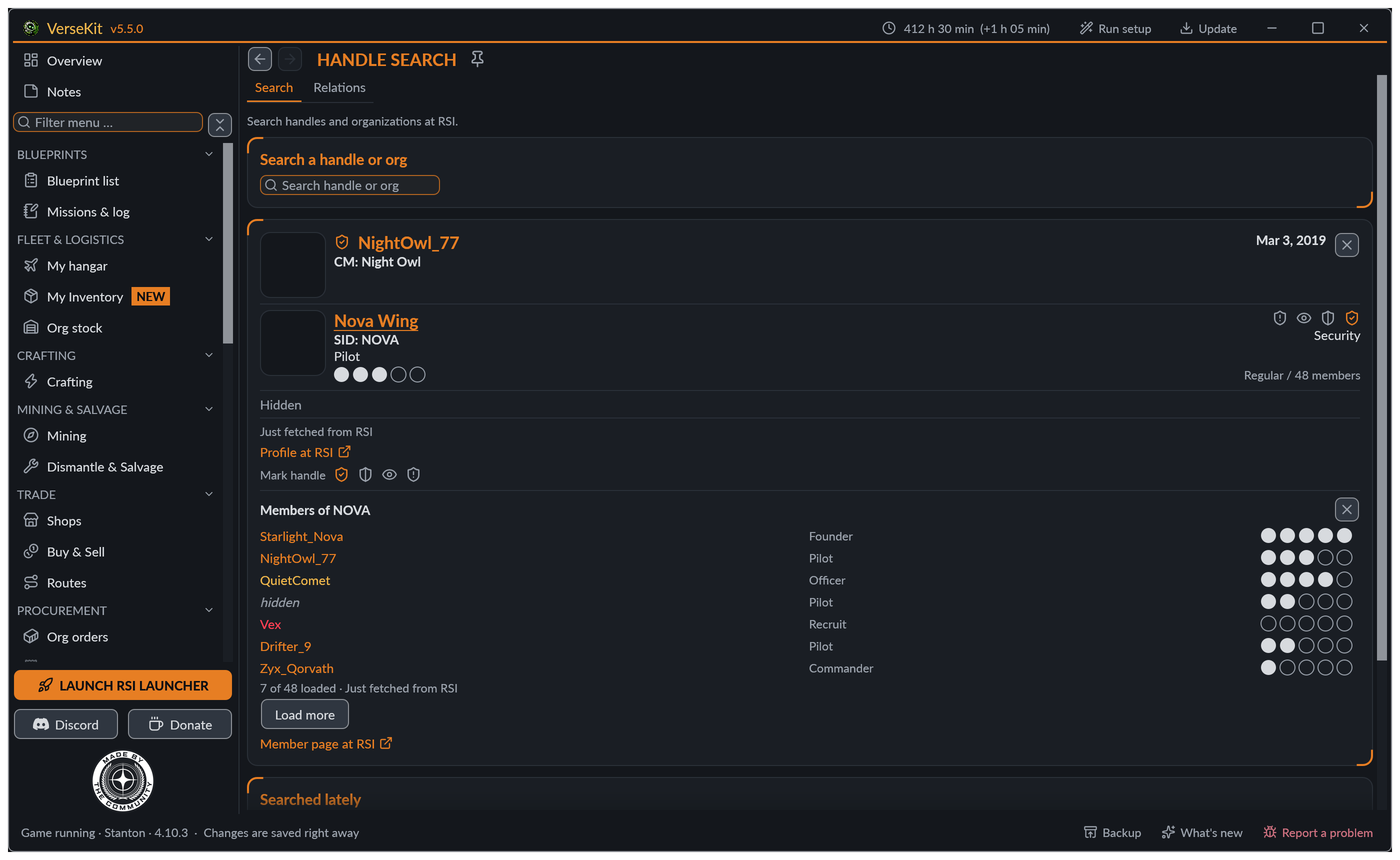 VerseKit v5.5.0
412 h 30 min (+1 h 05 min)
Run setup
Update
Overview
Notes
Filter menu ...
BLUEPRINTS
Blueprint list
Missions & log
FLEET & LOGISTICS
My hangar
My Inventory NEW
Org stock
CRAFTING
Crafting
MINING & SALVAGE
Mining
Dismantle & Salvage
TRADE
Shops
Buy & Sell
Routes
PROCUREMENT
Org orders
LAUNCH RSI LAUNCHER
Discord
Donate
MADE BY
THE COMMUNITY
HANDLE SEARCH
Search Relations
Search handles and organizations at RSI.
Search a handle or org
Search handle or org
NightOwl_77
CM: Night Owl
Mar 3, 2019
Nova Wing
SID: NOVA
Pilot
Security
Regular / 48 members
Hidden
Just fetched from RSI
Profile at RSI
Mark handle
Members of NOVA
Starlight_Nova Founder
NightOwl_77 Pilot
QuietComet Officer
hidden Pilot
Vex Recruit
Drifter_9 Pilot
Zyx_Qorvath Commander
7 of 48 loaded · Just fetched from RSI
Load more
Member page at RSI
Searched lately
Game running · Stanton · 4.10.3 · Changes are saved right away
Backup
What's new
Report a problem